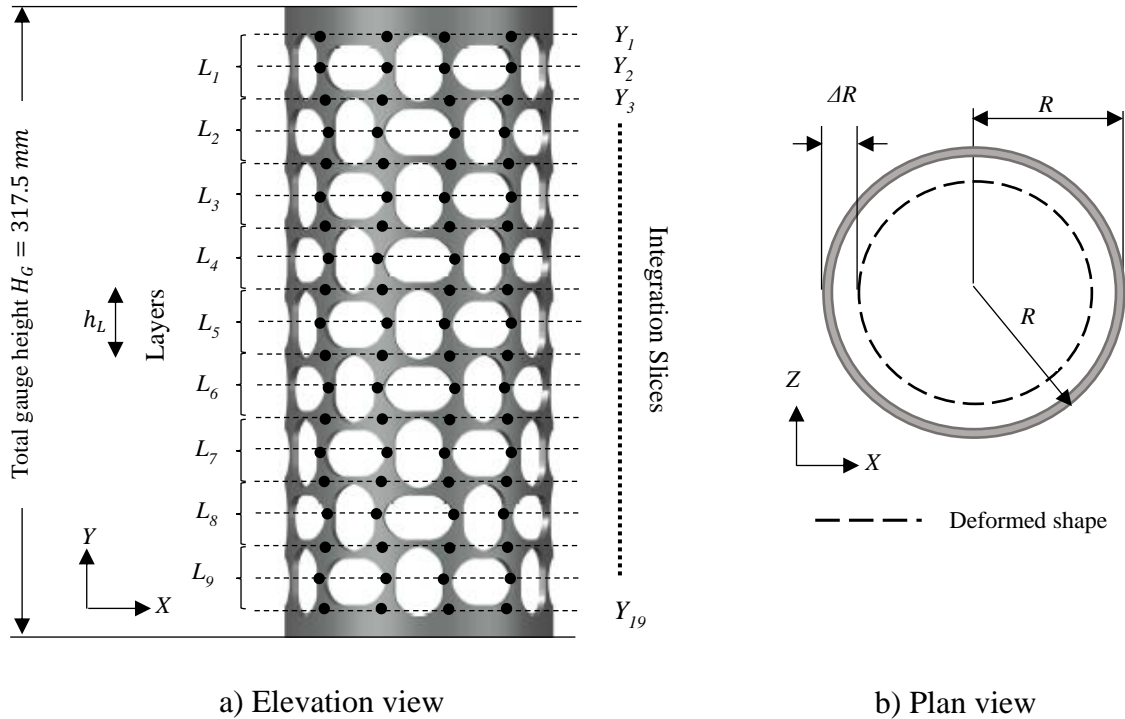 Total gauge height H_G = 317.5 mm
h_L
Layers
L_1
L_2
L_3
L_4
L_5
L_6
L_7
L_8
L_9
Y
X
Y_1
Y_2
Y_3
Integration Slices
Y_19
a) Elevation view
ΔR
R
R
Z
X
Deformed shape
b) Plan view